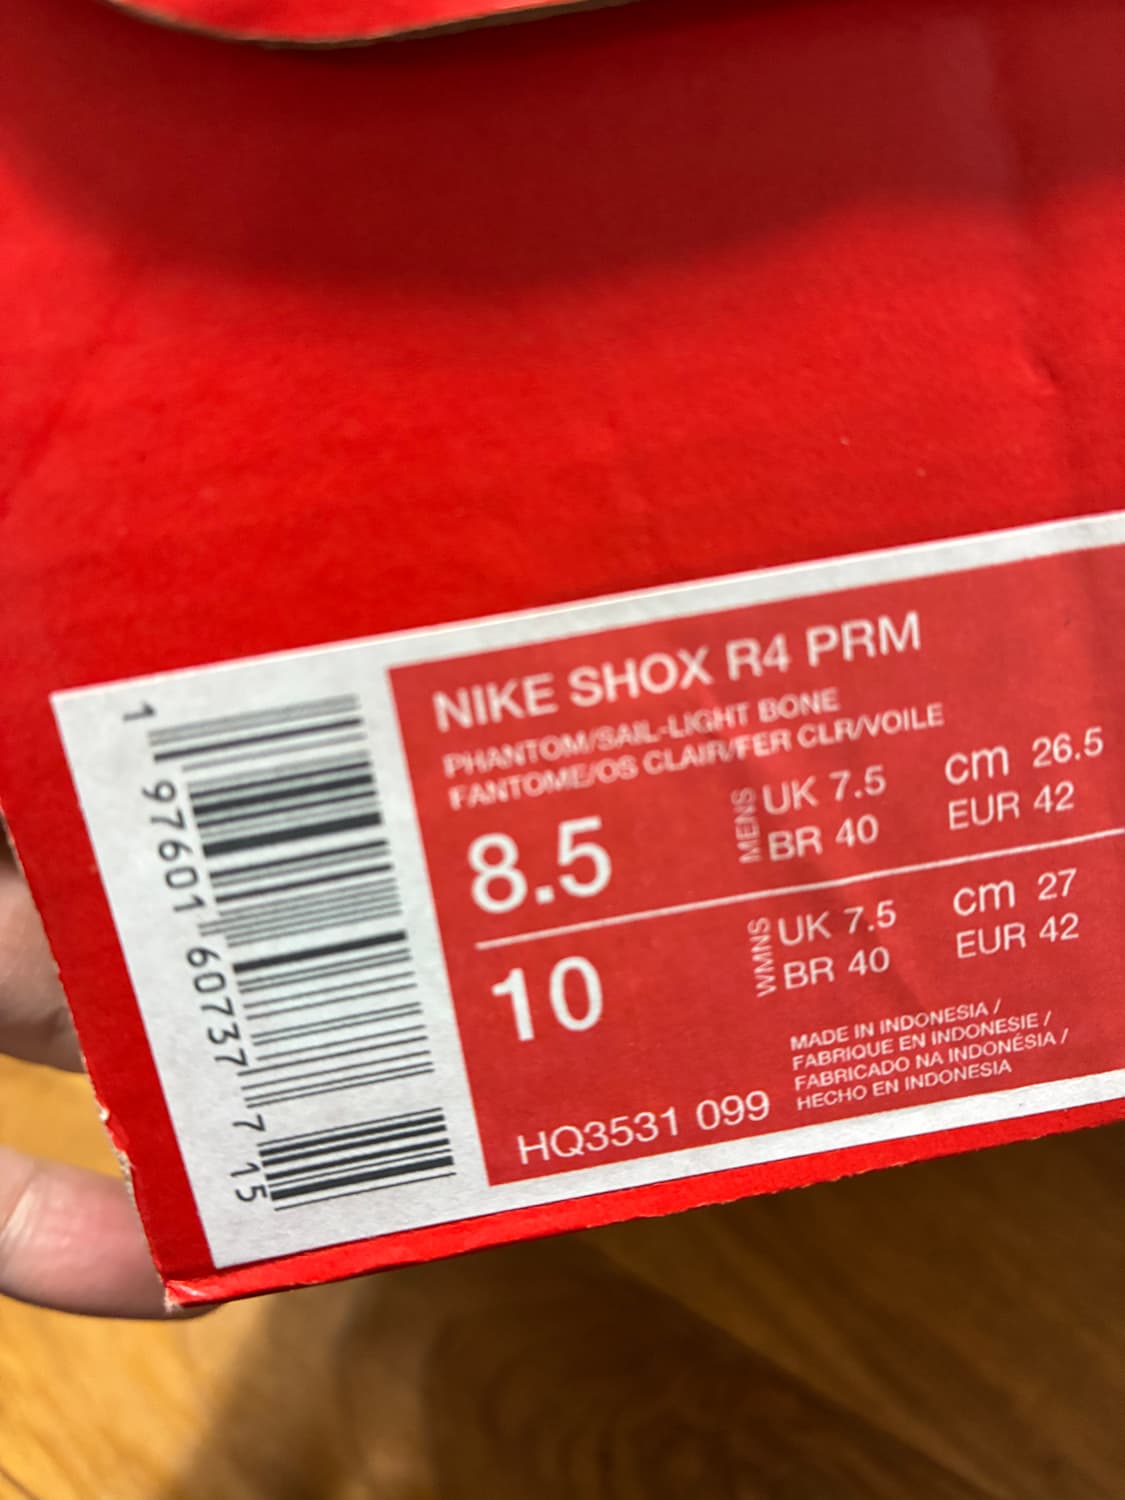 NIKE SHOX R4 PRM
PHANTOM/SAIL-LIGHT BONE
FANTOME/OS CLAIR/FER CLR/VOILE
8.5
MENS
UK 7.5
BR 40
cm 26.5
EUR 42
10
WMNS
UK 7.5
BR 40
cm 27
EUR 42
HQ3531 099
MADE IN INDONESIA /
FABRIQUE EN INDONESIE /
FABRICADO NA INDONÉSIA /
HECHO EN INDONESIA
1 97601 60737 7 15